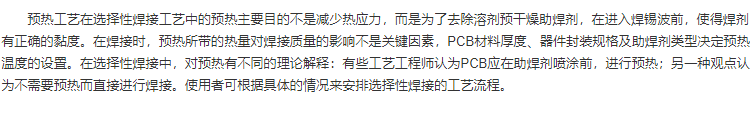 预热工艺在选择性焊接工艺中的预热主要目的不是减少热应力，而是为了去除溶剂预干燥助焊剂，在进入焊锡波前，使得焊剂
有正确的黏度。在焊接时，预热所带的热量对焊接质量的影响不是关键因素，PCB材料厚度、器件封装规格及助焊剂类型决定预热
温度的设置。在选择性焊接中，对预热有不同的理论解释：有些工艺工程师认为PCB应在助焊剂喷涂前，进行预热；另一种观点认
为不需要预热而直接进行焊接。使用者可根据具体的情况来安排选择性焊接的工艺流程。